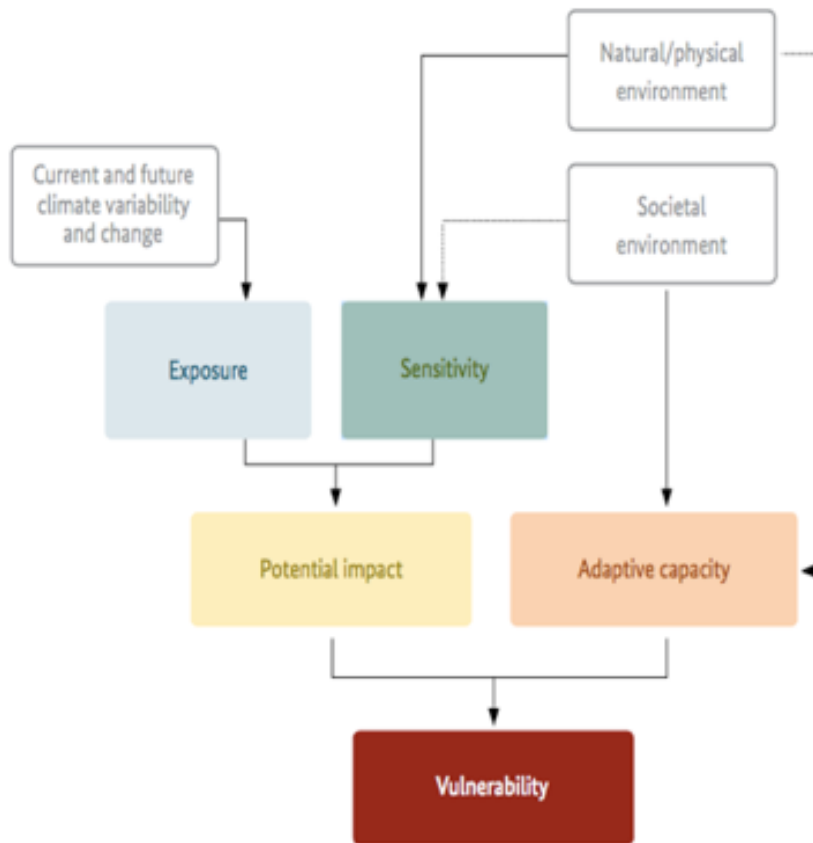 Natural/physical
environment
Current and future
climate variability
and change
Societal
environment
Exposure
Sensitivity
Potential impact
Adaptive capacity
Vulnerability